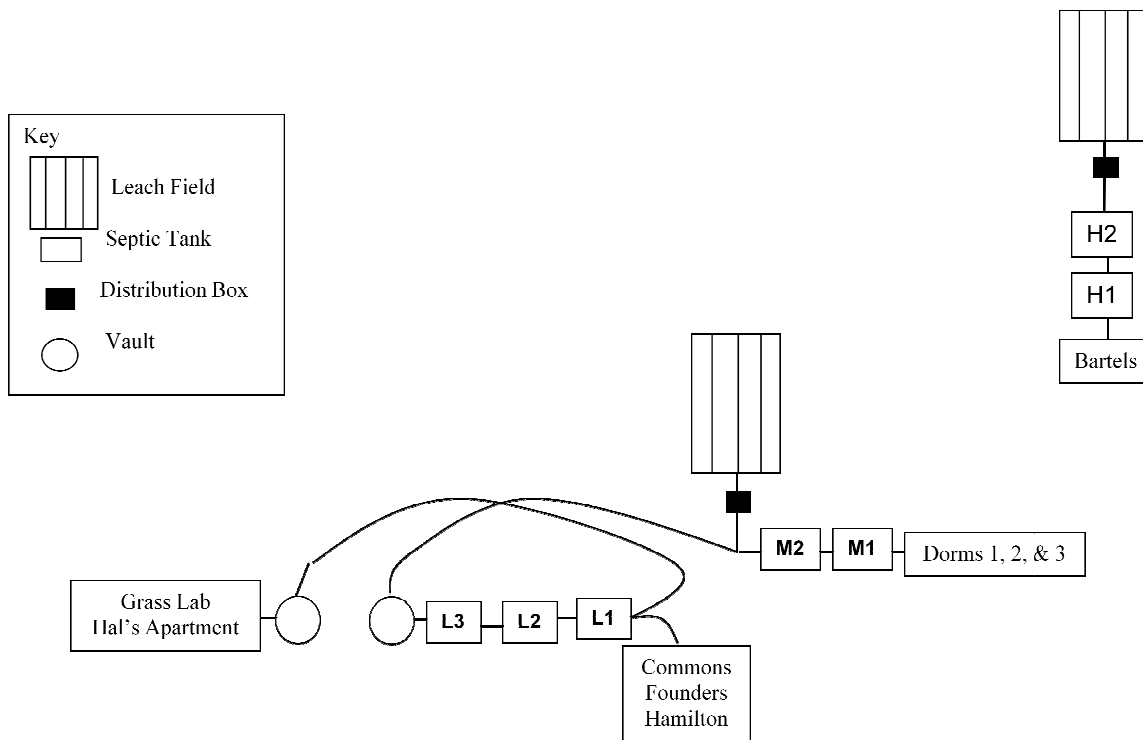 Key
Leach Field
Septic Tank
Distribution Box
Vault
H2
H1
Bartels
M2
M1
Dorms 1, 2, & 3
Grass Lab
Hal's Apartment
L3
L2
L1
Commons
Founders
Hamilton